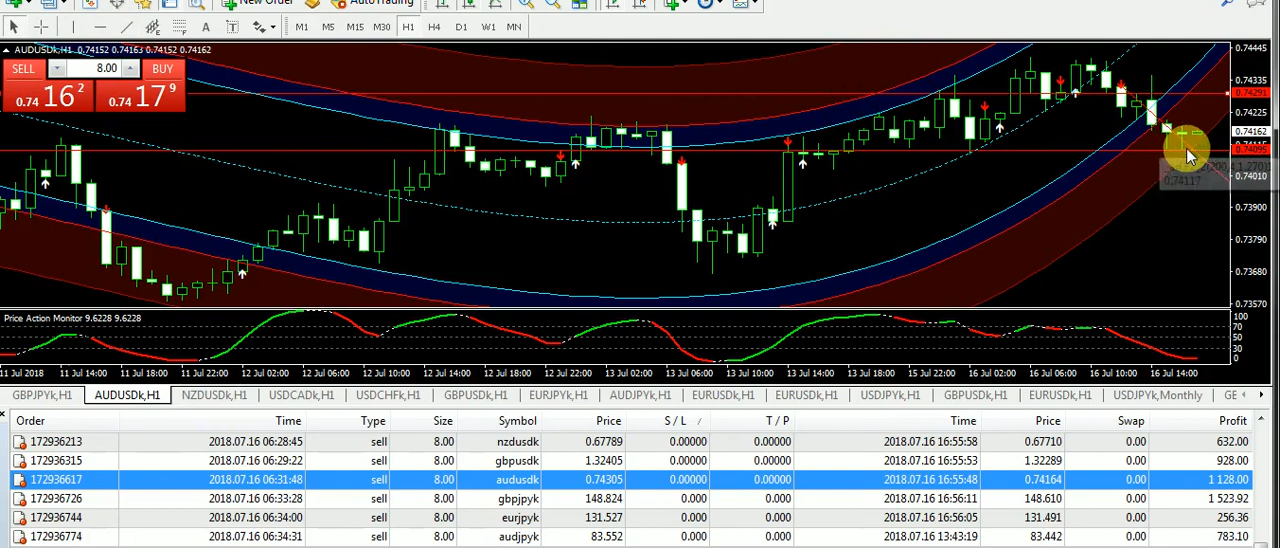 New Order AutoTrading
M1 M5 M15 M30 H1 H4 D1 W1 MN
AUDUSDk,H1 0.74152 0.74163 0.74152 0.74162
SELL 8.00 BUY
0.74 16 2 0.74 17 9
0.74445
0.74335
0.74291
0.74225
0.74162
0.74095
0.74117
0.74010
0.73900
0.73790
0.73680
0.73570
Price Action Monitor 9.6228 9.6228
100
70
50
30
0
11 Jul 2018 11 Jul 14:00 11 Jul 18:00 11 Jul 22:00 12 Jul 02:00 12 Jul 06:00 12 Jul 10:00 12 Jul 14:00 12 Jul 18:00 12 Jul 22:00 13 Jul 02:00 13 Jul 06:00 13 Jul 10:00 13 Jul 14:00 13 Jul 18:00 15 Jul 22:00 16 Jul 02:00 16 Jul 06:00 16 Jul 10:00 16 Jul 14:00
GBPJPYk,H1 AUDUSDk,H1 NZDUSDk,H1 USDCADk,H1 USDCHFk,H1 GBPUSDk,H1 EURJPYk,H1 AUDJPYk,H1 EURUSDk,H1 EURUSDk,H1 USDJPYk,H1 GBPUSDk,H1 EURUSDk,H1 USDJPYk,Monthly GE
Order Time Type Size Symbol Price S / L T / P Time Price Swap Profit
172936213 2018.07.16 06:28:45 sell 8.00 nzdusdk 0.67789 0.00000 0.00000 2018.07.16 16:55:58 0.67710 0.00 632.00
172936315 2018.07.16 06:29:22 sell 8.00 gbpusdk 1.32405 0.00000 0.00000 2018.07.16 16:55:53 1.32289 0.00 928.00
172936617 2018.07.16 06:31:48 sell 8.00 audusdk 0.74305 0.00000 0.00000 2018.07.16 16:55:48 0.74164 0.00 1 128.00
172936726 2018.07.16 06:33:28 sell 8.00 gbpjpyk 148.824 0.000 0.000 2018.07.16 16:56:11 148.610 0.00 1 523.92
172936744 2018.07.16 06:34:00 sell 8.00 eurjpyk 131.527 0.000 0.000 2018.07.16 16:56:05 131.491 0.00 256.36
172936774 2018.07.16 06:34:31 sell 8.00 audjpyk 83.552 0.000 0.000 2018.07.16 13:43:19 83.442 0.00 783.10